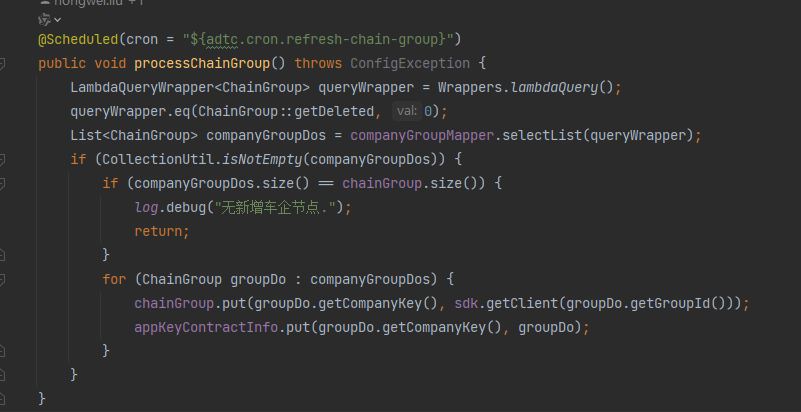 hongwei.liu + 1
@Scheduled(cron = "${adtc.cron.refresh-chain-group}")
public void processChainGroup() throws ConfigException {
LambdaQueryWrapper<ChainGroup> queryWrapper = Wrappers.lambdaQuery();
queryWrapper.eq(ChainGroup::getDeleted, val: 0);
List<ChainGroup> companyGroupDos = companyGroupMapper.selectList(queryWrapper);
if (CollectionUtil.isNotEmpty(companyGroupDos)) {
if (companyGroupDos.size() == chainGroup.size()) {
log.debug("无新增车企节点.");
return;
}
for (ChainGroup groupDo : companyGroupDos) {
chainGroup.put(groupDo.getCompanyKey(), sdk.getClient(groupDo.getGroupId()));
appKeyContractInfo.put(groupDo.getCompanyKey(), groupDo);
}
}
}